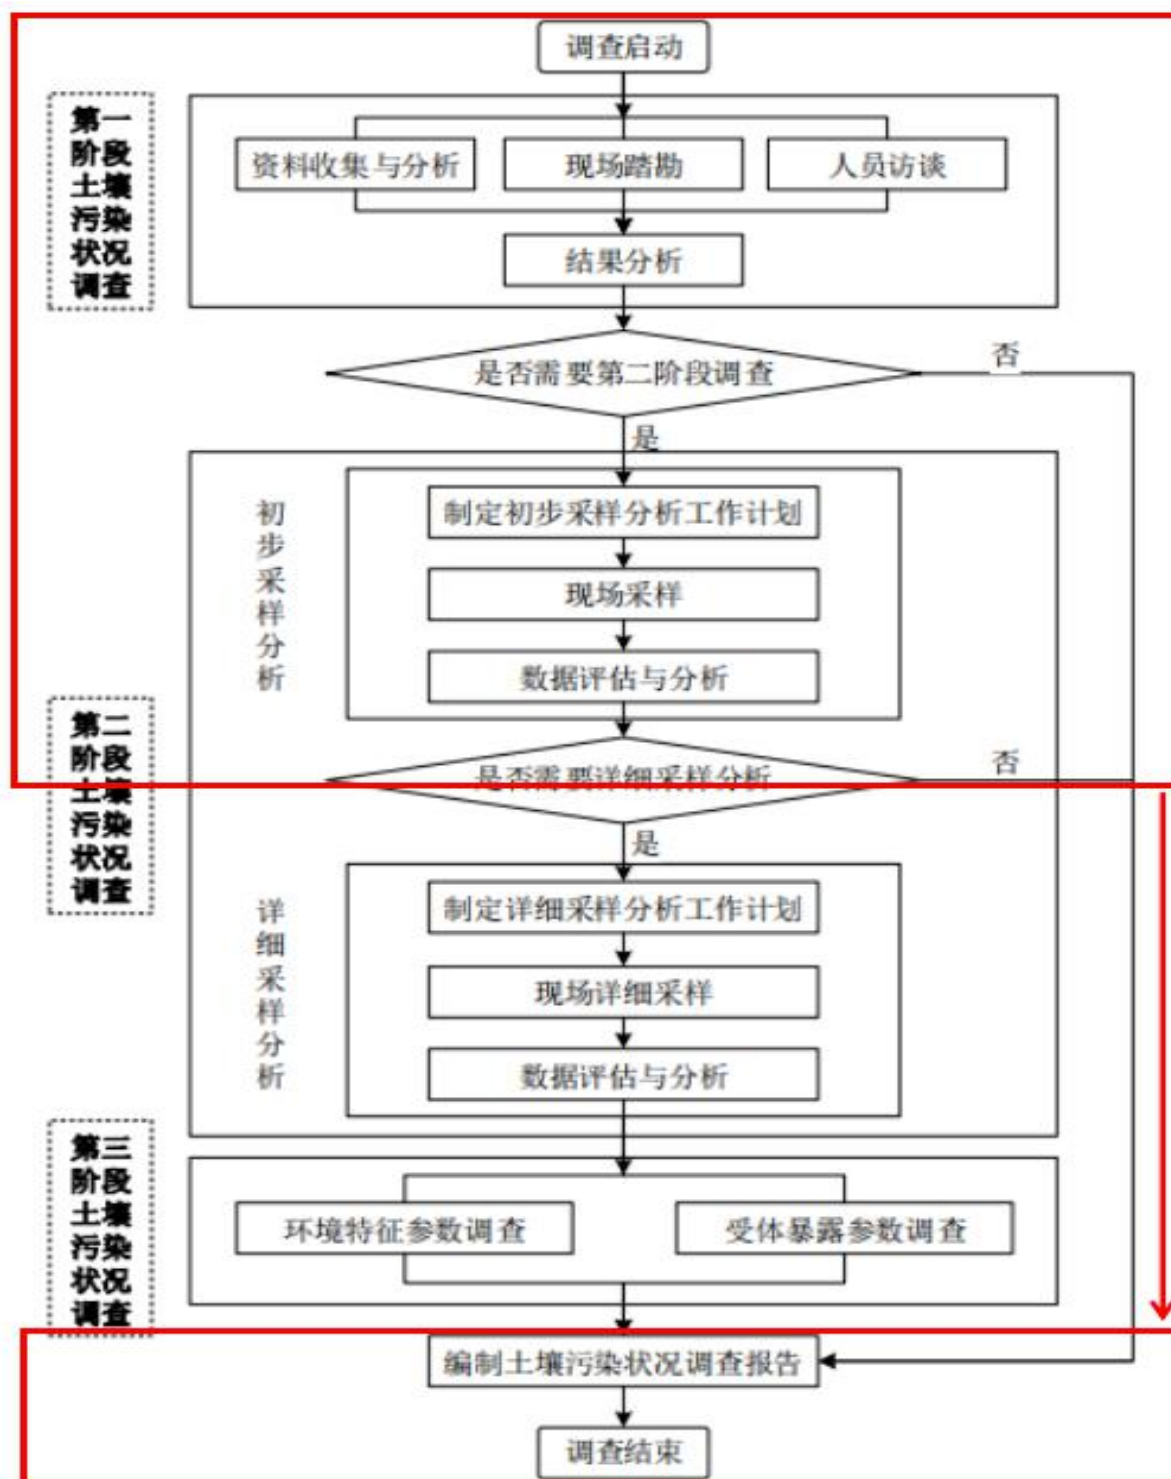 调查启动
第一
阶段
土壤
污染
状况
调查
资料收集与分析
现场踏勘
人员访谈
结果分析
是否需要第二阶段调查
否
是
初
步
采
样
分
析
制定初步采样分析工作计划
现场采样
数据评估与分析
第二
阶段
土壤
污染
状况
调查
是否需要详细采样分析
否
是
详
细
采
样
分
析
制定详细采样分析工作计划
现场详细采样
数据评估与分析
第三
阶段
土壤
污染
状况
调查
环境特征参数调查
受体暴露参数调查
编制土壤污染状况调查报告
调查结束